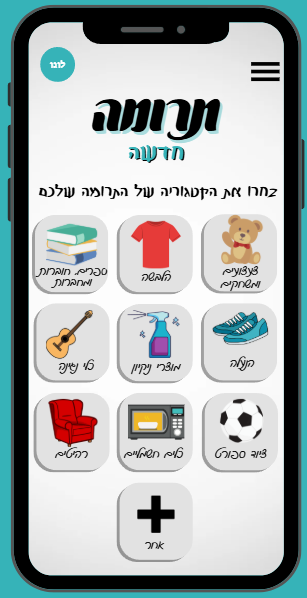 לוגו
תרומה
חדשה
בחרו את הקטגוריה של התרומה שלכם
צעצועים
ומשחקים
הלבשה
ספרים, חוברות
ומחברות
הנעלה
מוצרי ניקיון
כלי נגינה
ציוד ספורט
כלים חשמליים
רהיטים
אחר